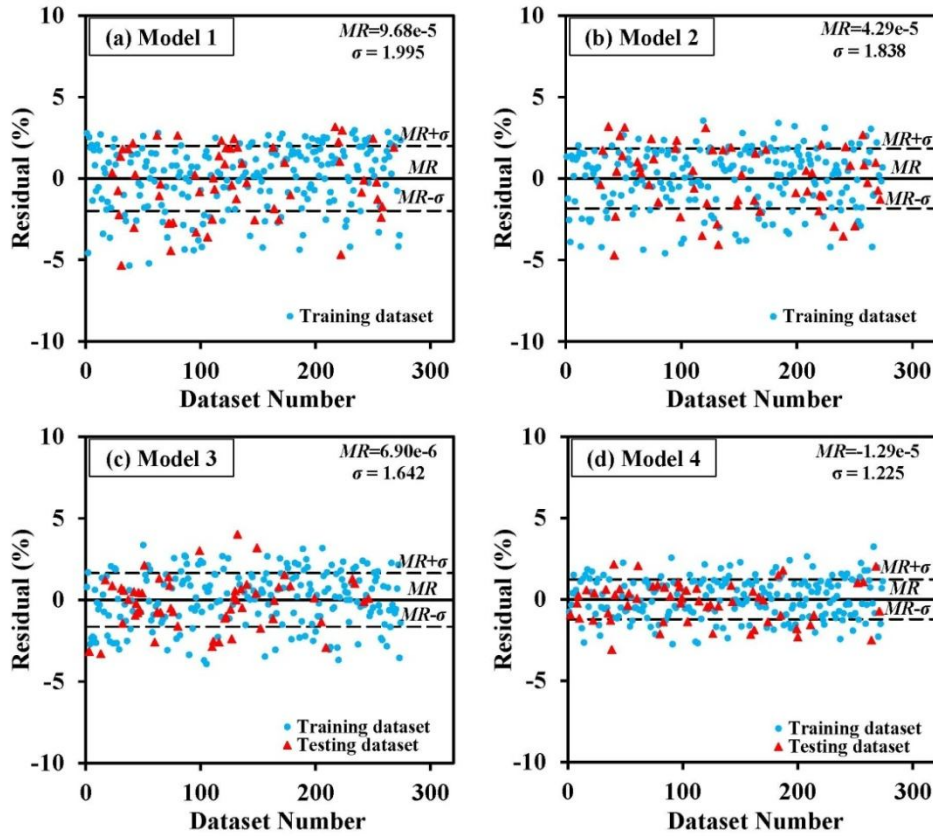 (a) Model 1
MR=9.68e-5
σ = 1.995
MR+σ
MR
MR-σ
Training dataset
10
5
0
-5
-10
Residual (%)
0
100
200
300
Dataset Number
(b) Model 2
MR=4.29e-5
σ = 1.838
MR+σ
MR
MR-σ
Training dataset
10
5
0
-5
-10
Residual (%)
0
100
200
300
Dataset Number
(c) Model 3
MR=6.90e-6
σ = 1.642
MR+σ
MR
MR-σ
Training dataset
Testing dataset
10
5
0
-5
-10
Residual (%)
0
100
200
300
Dataset Number
(d) Model 4
MR=-1.29e-5
σ = 1.225
MR+σ
MR
MR-σ
Training dataset
Testing dataset
10
5
0
-5
-10
Residual (%)
0
100
200
300
Dataset Number